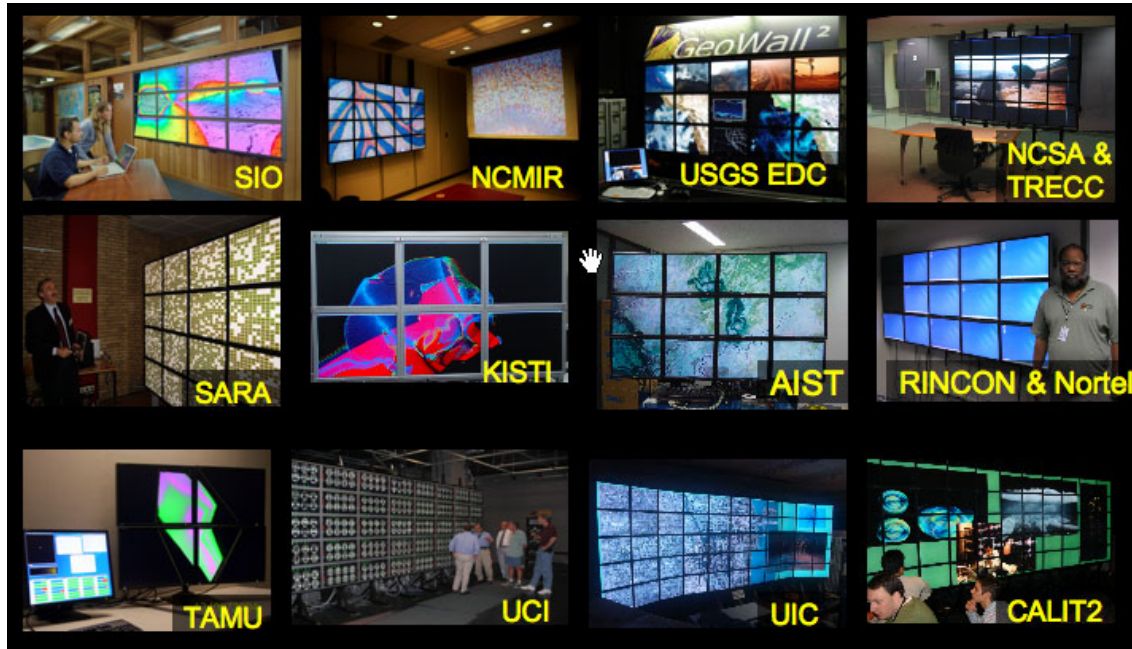 SIO
NCMIR
GeoWall²
USGS EDC
NCSA &
TRECC
SARA
KISTI
AIST
RINCON & Nortel
TAMU
UCI
UIC
CALIT2